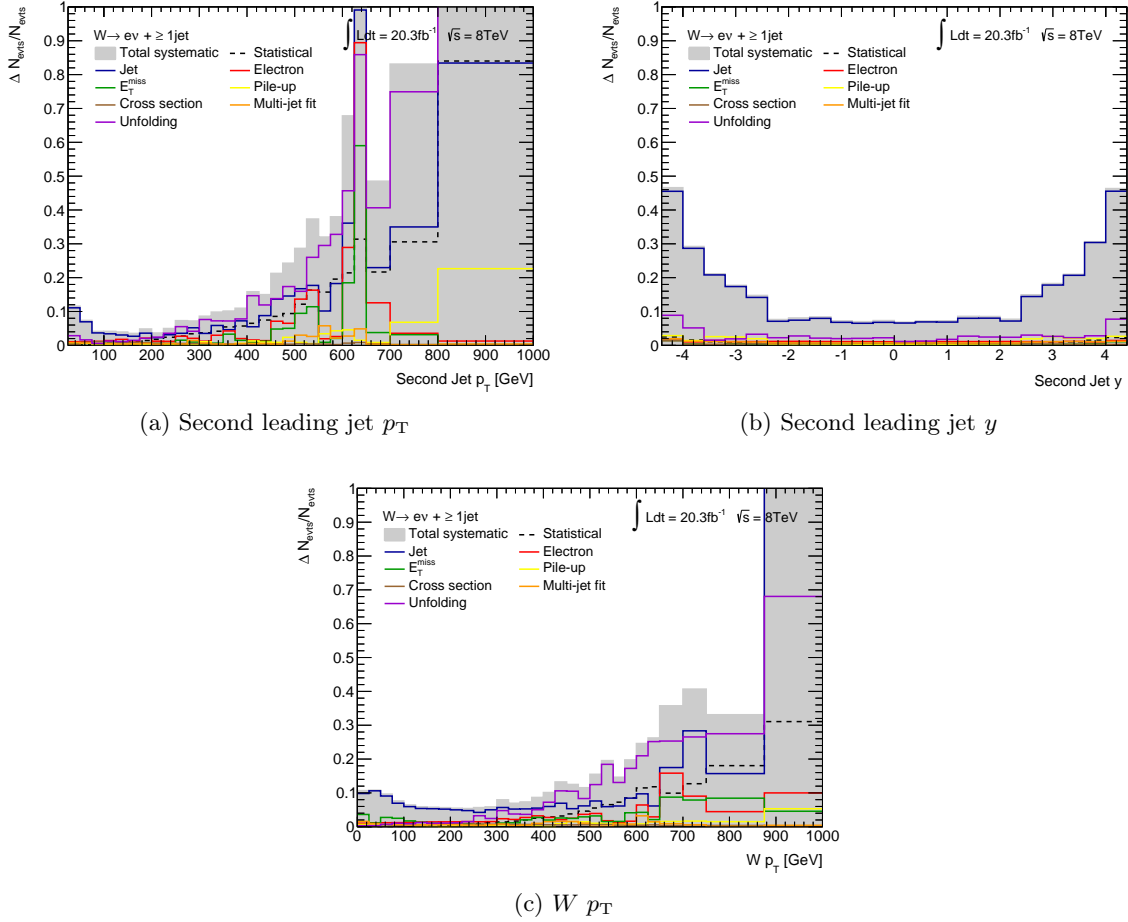 Δ N_evts/N_evts
1
0.9
0.8
0.7
0.6
0.5
0.4
0.3
0.2
0.1
0
W→ eν + ≥ 1jet
∫ Ldt = 20.3fb⁻¹ √s = 8TeV
Total systematic
Statistical
Jet
Electron
E_T^miss
Pile-up
Cross section
Multi-jet fit
Unfolding
100 200 300 400 500 600 700 800 900 1000
Second Jet p_T [GeV]
(a) Second leading jet p_T
Δ N_evts/N_evts
1
0.9
0.8
0.7
0.6
0.5
0.4
0.3
0.2
0.1
0
W→ eν + ≥ 1jet
∫ Ldt = 20.3fb⁻¹ √s = 8TeV
Total systematic
Statistical
Jet
Electron
E_T^miss
Pile-up
Cross section
Multi-jet fit
Unfolding
-4 -3 -2 -1 0 1 2 3 4
Second Jet y
(b) Second leading jet y
Δ N_evts/N_evts
1
0.9
0.8
0.7
0.6
0.5
0.4
0.3
0.2
0.1
0
W→ eν + ≥ 1jet
∫ Ldt = 20.3fb⁻¹ √s = 8TeV
Total systematic
Statistical
Jet
Electron
E_T^miss
Pile-up
Cross section
Multi-jet fit
Unfolding
0 100 200 300 400 500 600 700 800 900 1000
W p_T [GeV]
(c) W p_T